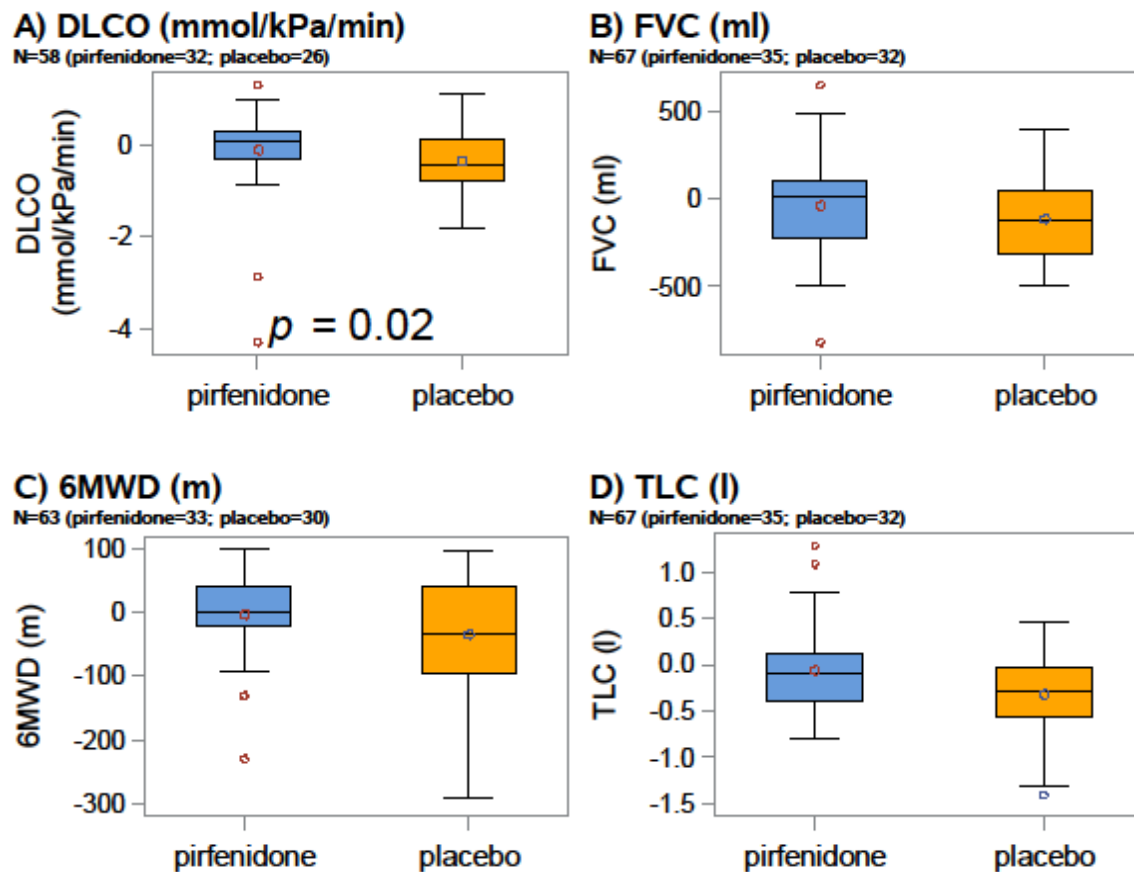 A) DLCO (mmol/kPa/min)
N=58 (pirfenidone=32; placebo=26)
DLCO
(mmol/kPa/min)
0
-2
-4
p = 0.02
pirfenidone placebo
B) FVC (ml)
N=67 (pirfenidone=35; placebo=32)
FVC (ml)
500
0
-500
pirfenidone placebo
C) 6MWD (m)
N=63 (pirfenidone=33; placebo=30)
6MWD (m)
100
0
-100
-200
-300
pirfenidone placebo
D) TLC (l)
N=67 (pirfenidone=35; placebo=32)
TLC (l)
1.0
0.5
0.0
-0.5
-1.0
-1.5
pirfenidone placebo